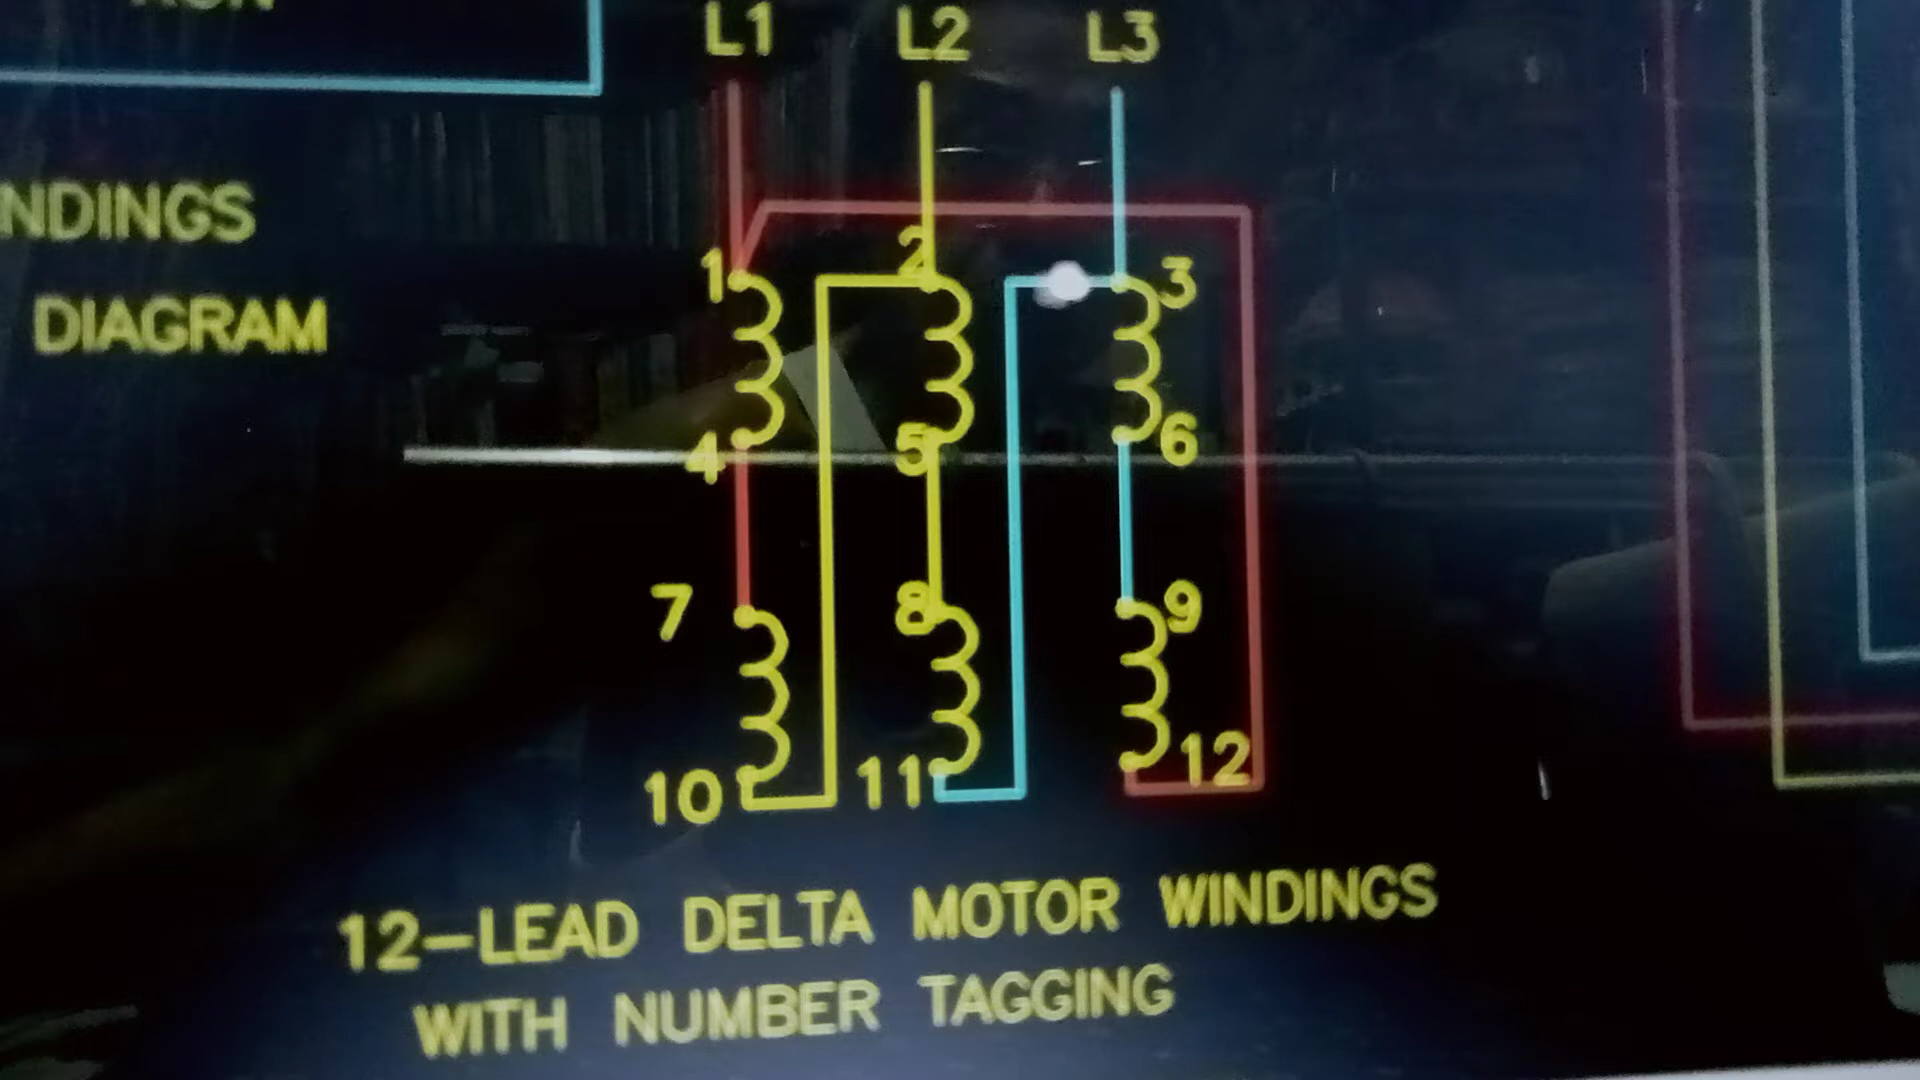 L1 L2 L3
NDINGS
1 2 3
DIAGRAM
4 5 6
7 8 9
10 11 12
12-LEAD DELTA MOTOR WINDINGS
WITH NUMBER TAGGING